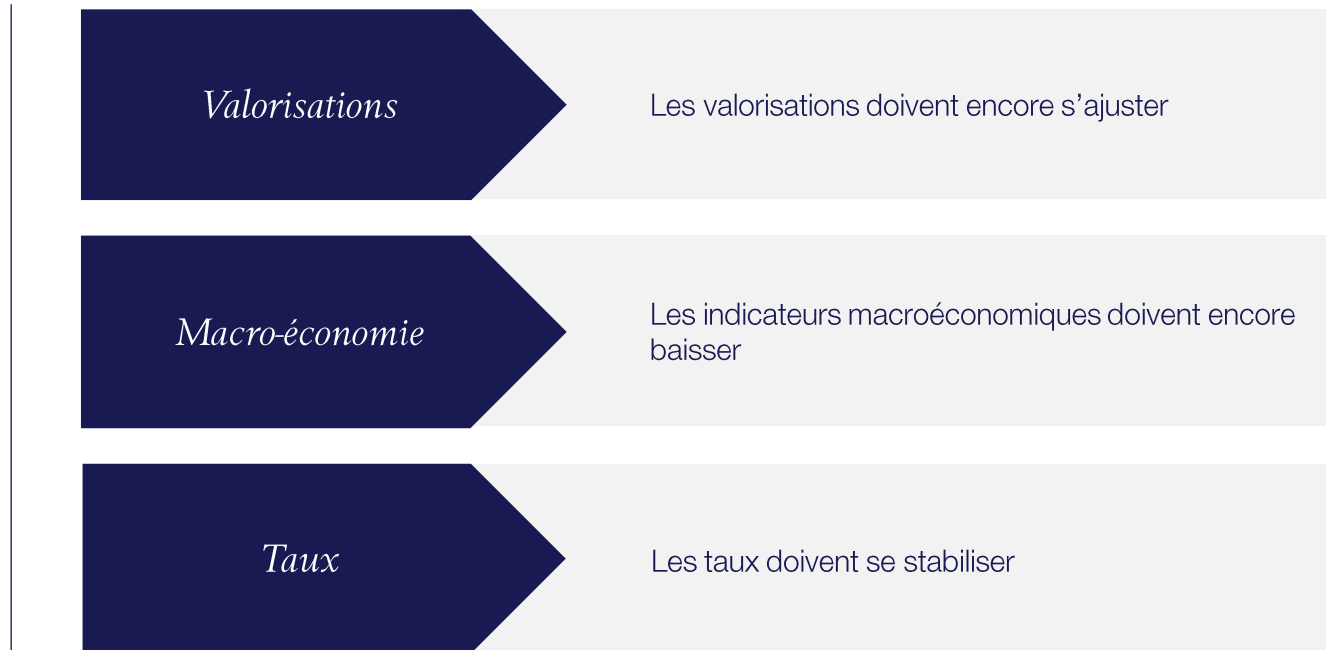 Valorisations
Les valorisations doivent encore s’ajuster
Macro-économie
Les indicateurs macroéconomiques doivent encore
baisser
Taux
Les taux doivent se stabiliser